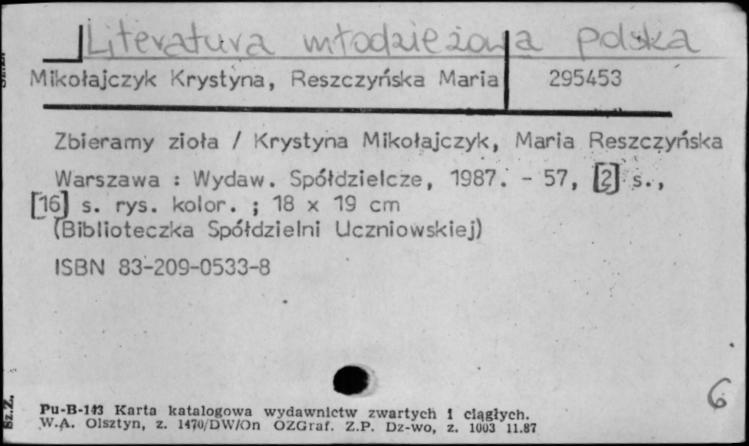 Literatura młodzieżowa polska
Mikołajczyk Krystyna, Reszczyńska Maria 295453
Zbieramy zioła / Krystyna Mikołajczyk, Maria Reszczyńska
Warszawa : Wydaw. Spółdzielcze, 1987. - 57, [2] s.,
[16] s. rys. kolor. ; 18 x 19 cm
(Biblioteczka Spółdzielni Uczniowskiej)
ISBN 83-209-0533-8
6
Sz.Z.
Pu-B-143 Karta katalogowa wydawnictw zwartych i ciągłych.
W.A. Olsztyn, z. 1470/DW/On OZGraf. Z.P. Dz-wo, z. 1003 11.87